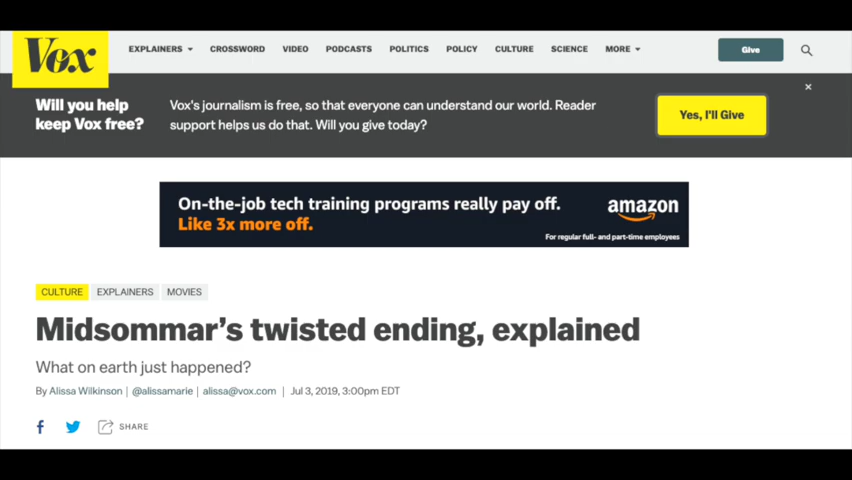 Vox
EXPLAINERS CROSSWORD VIDEO PODCASTS POLITICS POLICY CULTURE SCIENCE MORE Give
Will you help
keep Vox free?
Vox's journalism is free, so that everyone can understand our world. Reader
support helps us do that. Will you give today?
Yes, I'll Give
On-the-job tech training programs really pay off.
Like 3x more off.
amazon
For regular full- and part-time employees
CULTURE EXPLAINERS MOVIES
Midsommar's twisted ending, explained
What on earth just happened?
By Alissa Wilkinson | @alissamarie | alissa@vox.com | Jul 3, 2019, 3:00pm EDT
SHARE